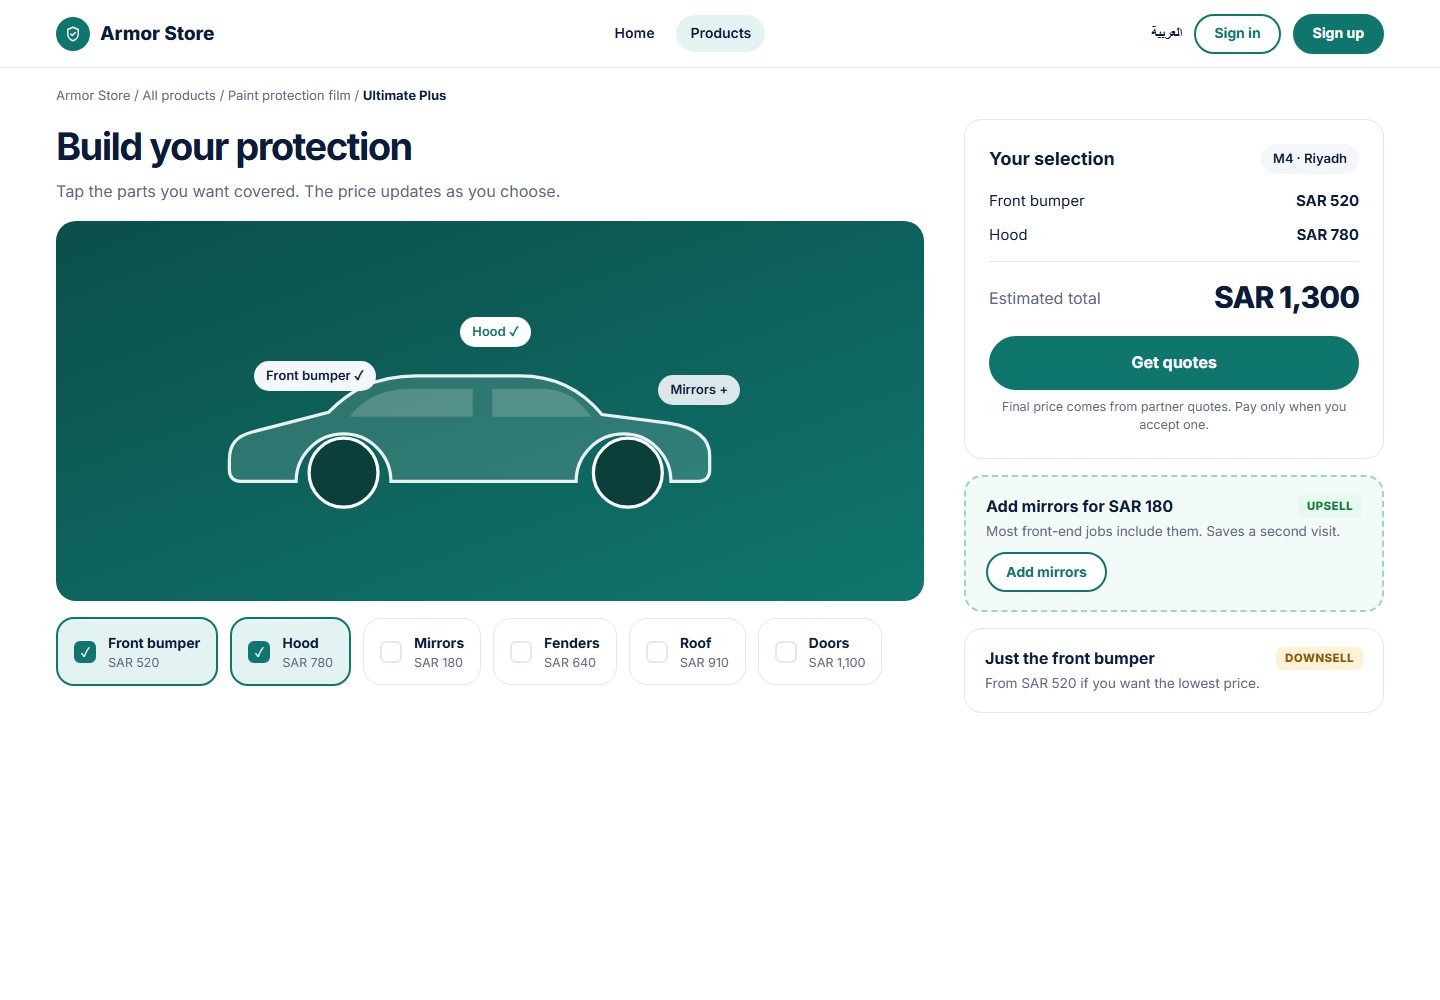 Armor Store
Home
Products
العربية
Sign in
Sign up
Armor Store / All products / Paint protection film / Ultimate Plus
Build your protection
Tap the parts you want covered. The price updates as you choose.
Hood ✓
Front bumper ✓
Mirrors +
Front bumper
SAR 520
Hood
SAR 780
Mirrors
SAR 180
Fenders
SAR 640
Roof
SAR 910
Doors
SAR 1,100
Your selection
M4 · Riyadh
Front bumper SAR 520
Hood SAR 780
Estimated total SAR 1,300
Get quotes
Final price comes from partner quotes. Pay only when you
accept one.
Add mirrors for SAR 180
UPSELL
Most front-end jobs include them. Saves a second visit.
Add mirrors
Just the front bumper
DOWNSELL
From SAR 520 if you want the lowest price.